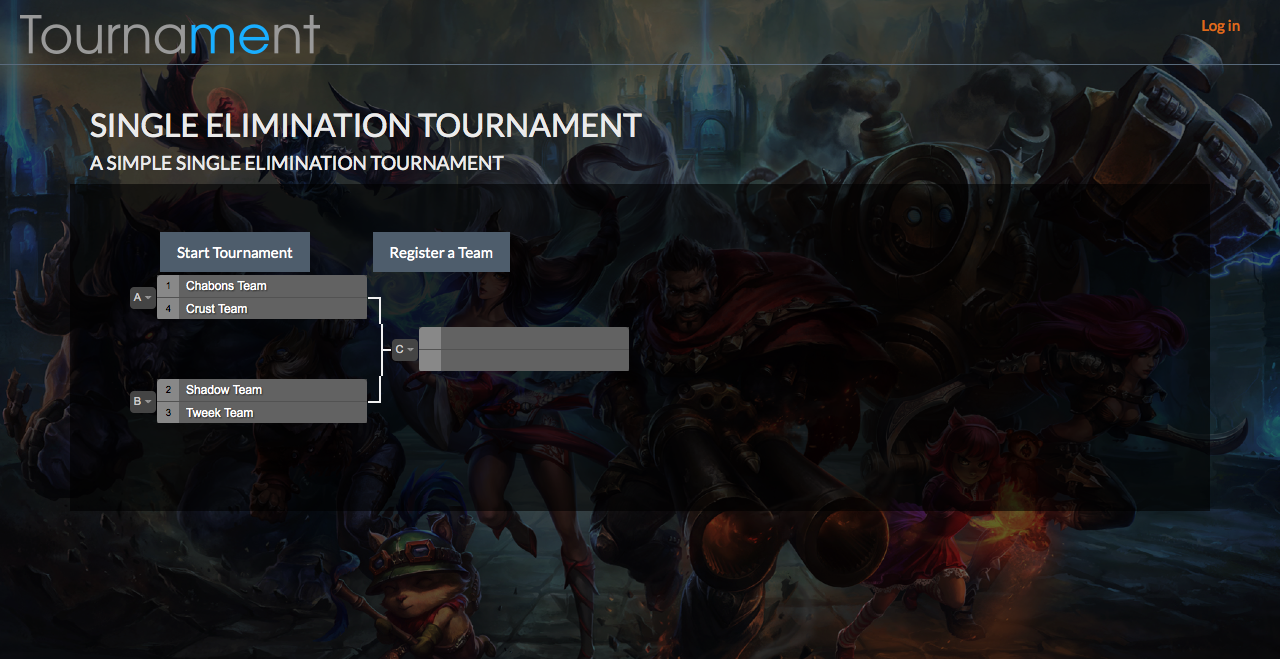 Tournament
Log in
SINGLE ELIMINATION TOURNAMENT
A SIMPLE SINGLE ELIMINATION TOURNAMENT
Start Tournament Register a Team
A
1 Chabons Team
4 Crust Team
C
B
2 Shadow Team
3 Tweek Team